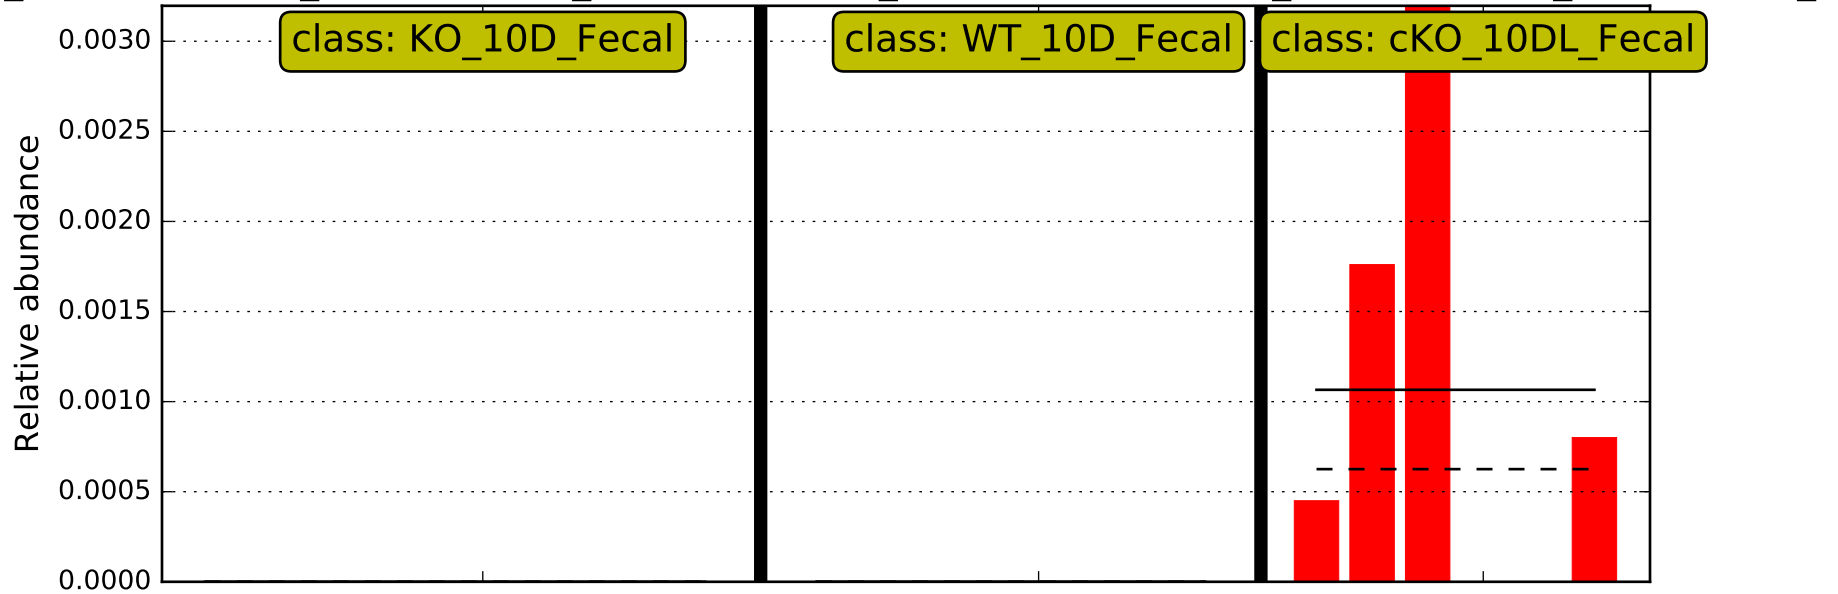 class: KO_10D_Fecal
class: WT_10D_Fecal
class: cKO_10DL_Fecal
Relative abundance
0.0030
0.0025
0.0020
0.0015
0.0010
0.0005
0.0000